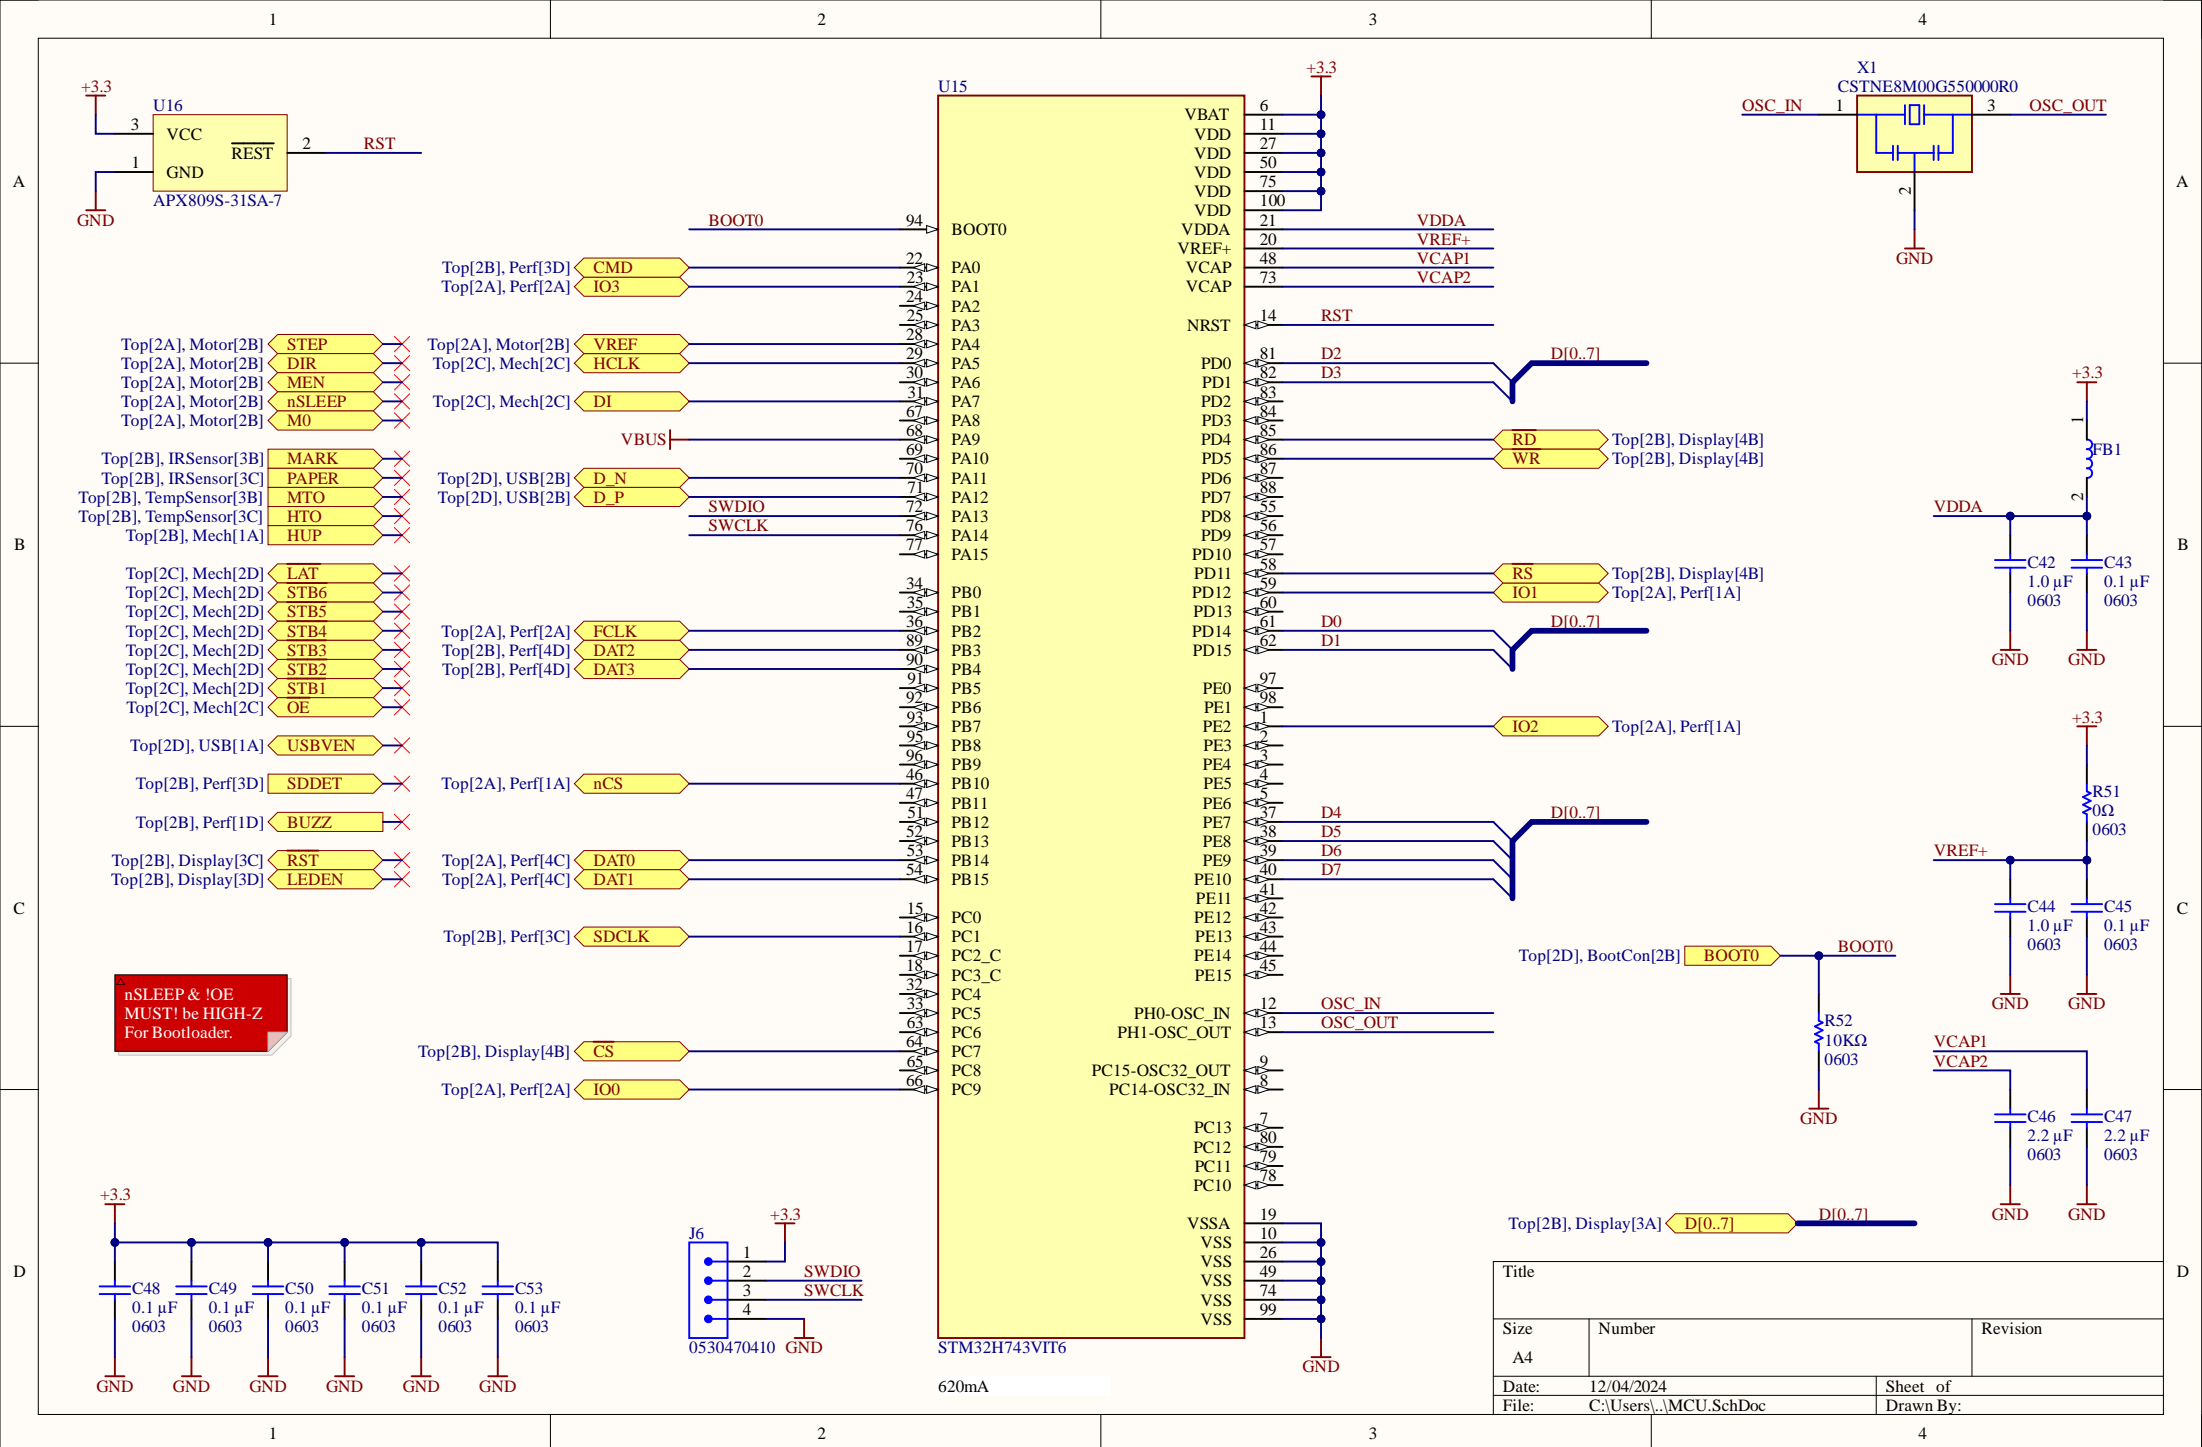 1
2
3
4
A
B
C
D
+3.3
U16
3
VCC
1
GND
REST
2
RST
APX809S-31SA-7
GND
Top[2A], Motor[2B] STEP
Top[2A], Motor[2B] DIR
Top[2A], Motor[2B] MEN
Top[2A], Motor[2B] nSLEEP
Top[2A], Motor[2B] M0
Top[2B], IRSensor[3B] MARK
Top[2B], IRSensor[3C] PAPER
Top[2B], TempSensor[3B] MTO
Top[2B], TempSensor[3C] HTO
Top[2B], Mech[1A] HUP
Top[2C], Mech[2D] LAT
Top[2C], Mech[2D] STB6
Top[2C], Mech[2D] STB5
Top[2C], Mech[2D] STB4
Top[2C], Mech[2D] STB3
Top[2C], Mech[2D] STB2
Top[2C], Mech[2D] STB1
Top[2C], Mech[2C] OE
Top[2D], USB[1A] USBVEN
Top[2B], Perf[3D] SDDET
Top[2B], Perf[1D] BUZZ
Top[2B], Display[3C] RST
Top[2B], Display[3D] LEDEN
nSLEEP & !OE
MUST! be HIGH-Z
For Bootloader.
+3.3
C48 0.1 µF 0603
C49 0.1 µF 0603
C50 0.1 µF 0603
C51 0.1 µF 0603
C52 0.1 µF 0603
C53 0.1 µF 0603
GND GND GND GND GND GND
U15
BOOT0 94 BOOT0
Top[2B], Perf[3D] CMD 22 PA0
Top[2A], Perf[2A] IO3 23 PA1
24 PA2
25 PA3
Top[2A], Motor[2B] VREF 28 PA4
Top[2C], Mech[2C] HCLK 29 PA5
30 PA6
Top[2C], Mech[2C] DI 31 PA7
67 PA8
VBUS 68 PA9
69 PA10
Top[2D], USB[2B] D_N 70 PA11
Top[2D], USB[2B] D_P 71 PA12
SWDIO 72 PA13
SWCLK 76 PA14
77 PA15
34 PB0
35 PB1
Top[2A], Perf[2A] FCLK 36 PB2
Top[2B], Perf[4D] DAT2 89 PB3
Top[2B], Perf[4D] DAT3 90 PB4
91 PB5
92 PB6
93 PB7
95 PB8
96 PB9
Top[2A], Perf[1A] nCS 46 PB10
47 PB11
51 PB12
52 PB13
Top[2A], Perf[4C] DAT0 53 PB14
Top[2A], Perf[4C] DAT1 54 PB15
15 PC0
Top[2B], Perf[3C] SDCLK 16 PC1
17 PC2_C
18 PC3_C
32 PC4
33 PC5
63 PC6
Top[2B], Display[4B] CS 64 PC7
65 PC8
Top[2A], Perf[2A] IO0 66 PC9
VBAT 6
+3.3
VDD 11
VDD 27
VDD 50
VDD 75
VDD 100
VDDA 21 VDDA
VREF+ 20 VREF+
VCAP 48 VCAP1
VCAP 73 VCAP2
NRST 14 RST
PD0 81 D2 D[0..7]
PD1 82 D3
PD2 83
PD3 84
PD4 85 RD Top[2B], Display[4B]
PD5 86 WR Top[2B], Display[4B]
PD6 87
PD7 88
PD8 55
PD9 56
PD10 57
PD11 58 RS Top[2B], Display[4B]
PD12 59 IO1 Top[2A], Perf[1A]
PD13 60
PD14 61 D0 D[0..7]
PD15 62 D1
PE0 97
PE1 98
PE2 1 IO2 Top[2A], Perf[1A]
PE3 2
PE4 3
PE5 4
PE6 5
PE7 37 D4 D[0..7]
PE8 38 D5
PE9 39 D6
PE10 40 D7
PE11 41
PE12 42
PE13 43
PE14 44
PE15 45
PH0-OSC_IN 12 OSC_IN
PH1-OSC_OUT 13 OSC_OUT
PC15-OSC32_OUT 9
PC14-OSC32_IN 8
PC13 7
PC12 80
PC11 79
PC10 78
VSSA 19
VSS 10
VSS 26
VSS 49
VSS 74
VSS 99
GND
STM32H743VIT6
620mA
J6
+3.3
1
2 SWDIO
3 SWCLK
4
0530470410 GND
X1
CSTNE8M00G550000R0
OSC_IN 1 3 OSC_OUT
2
GND
+3.3
1
FB1
2
VDDA
C42 1.0 µF 0603
C43 0.1 µF 0603
GND GND
+3.3
R51
0Ω
0603
VREF+
C44 1.0 µF 0603
C45 0.1 µF 0603
GND GND
Top[2D], BootCon[2B] BOOT0 BOOT0
R52
10KΩ
0603
GND
VCAP1
VCAP2
C46 2.2 µF 0603
C47 2.2 µF 0603
GND GND
Top[2B], Display[3A] D[0..7] D[0..7]
Title
Size Number Revision
A4
Date: 12/04/2024 Sheet of
File: C:\Users\..\MCU.SchDoc Drawn By:
A
B
C
D
1
2
3
4